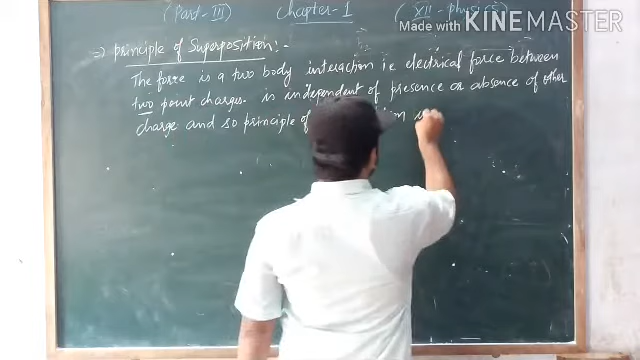 (Part-III) Chapter-1 (XII-physics)
Made with KINEMASTER
=> principle of Superposition :-
The force is a two body interaction i.e electrical force between
two point charges. is independent of presence or absence of other
charge and so principle of